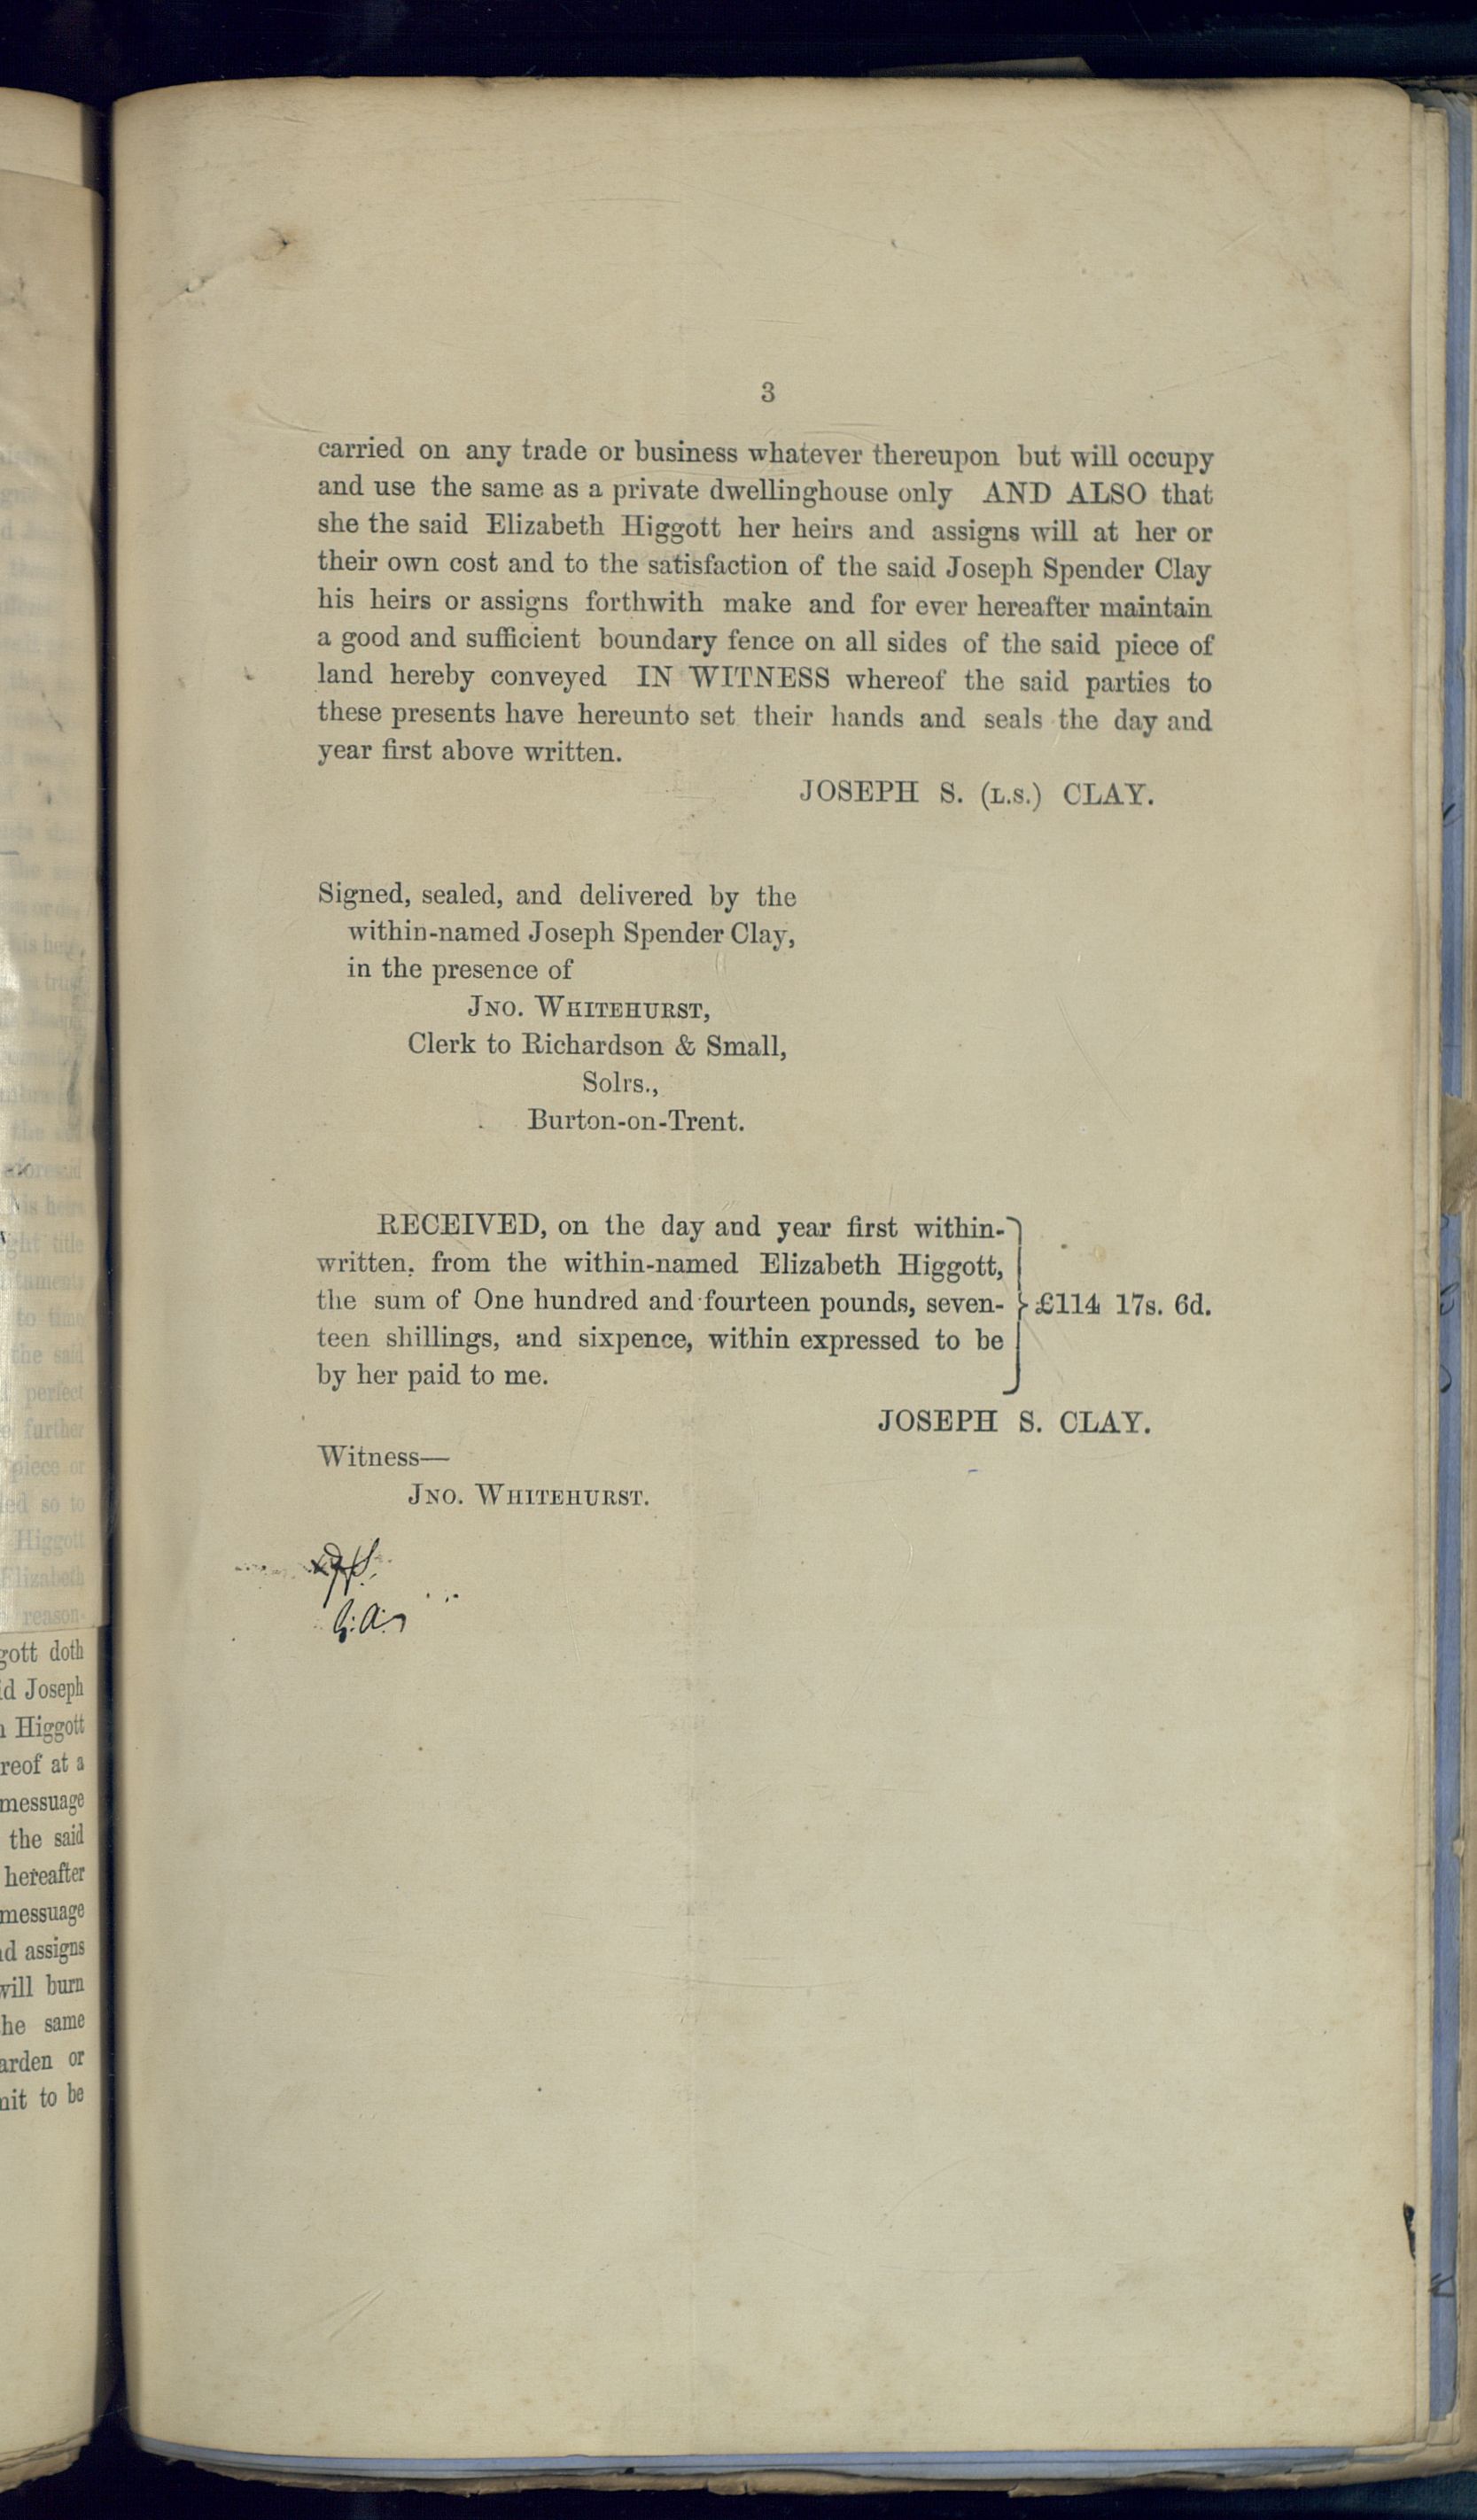 3
carried on any trade or business whatever thereupon but will occupy
and use the same as a private dwellinghouse only AND ALSO that
she the said Elizabeth Higgott her heirs and assigns will at her or
their own cost and to the satisfaction of the said Joseph Spender Clay
his heirs or assigns forthwith make and for ever hereafter maintain
a good and sufficient boundary fence on all sides of the said piece of
land hereby conveyed IN WITNESS whereof the said parties to
these presents have hereunto set their hands and seals the day and
year first above written.
JOSEPH S. (L.S.) CLAY.
Signed, sealed, and delivered by the
within-named Joseph Spender Clay,
in the presence of
JNO. WHITEHURST,
Clerk to Richardson & Small,
Solrs.,
Burton-on-Trent.
RECEIVED, on the day and year first within-
written, from the within-named Elizabeth Higgott,
the sum of One hundred and fourteen pounds, seven- £114 17s. 6d.
teen shillings, and sixpence, within expressed to be
by her paid to me.
JOSEPH S. CLAY.
Witness—
JNO. WHITEHURST.
gott doth
Joseph
Higgott
reof at a
messuage
the said
hereafter
messuage
assigns
will burn
same
arden or
to be